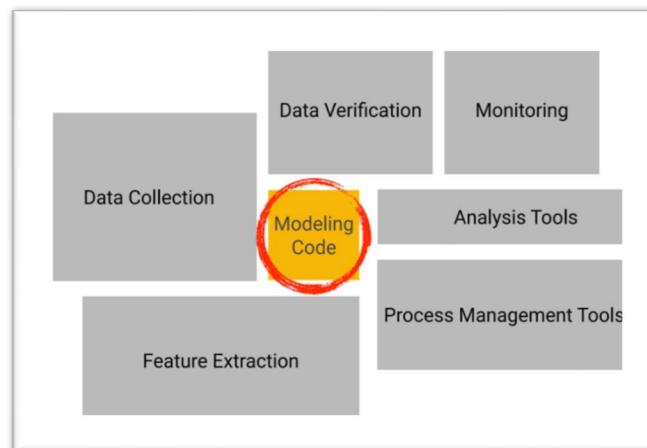 Data Verification
Monitoring
Data Collection
Modeling
Code
Analysis Tools
Process Management Tools
Feature Extraction